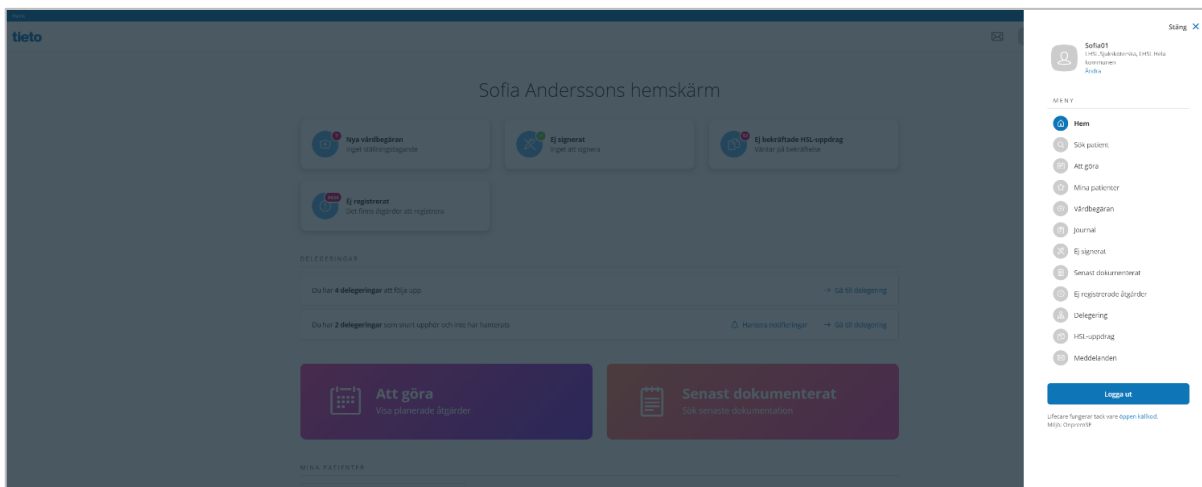 tieto
Sofia Anderssons hemskärm
Nya vårdbegäran
Inget ställningstagande
Ej signerat
Inget att signera
Ej bekräftade HSL-uppdrag
Väntar på bekräftelse
Ej registrerat
Det finns åtgärder att registrera
DELEGERINGAR
Du har 4 delegeringar att följa upp
→ Gå till delegering
Du har 2 delegeringar som snart upphör och inte har hanterats
Hantera notifieringar → Gå till delegering
Att göra
Visa planerade åtgärder
Senast dokumenterat
Sök senaste dokumentation
MINA PATIENTER
Stäng ×
Sofia01
LHSL Hela
kommunen
Ändra
MENY
Hem
Sök patient
Att göra
Mina patienter
Vårdbegäran
Journal
Ej signerat
Senast dokumenterat
Ej registrerade åtgärder
Delegering
HSL-uppdrag
Meddelanden
Logga ut
Lifecare fungerar tack vare öppen källkod.
Miljö: OnpremSE